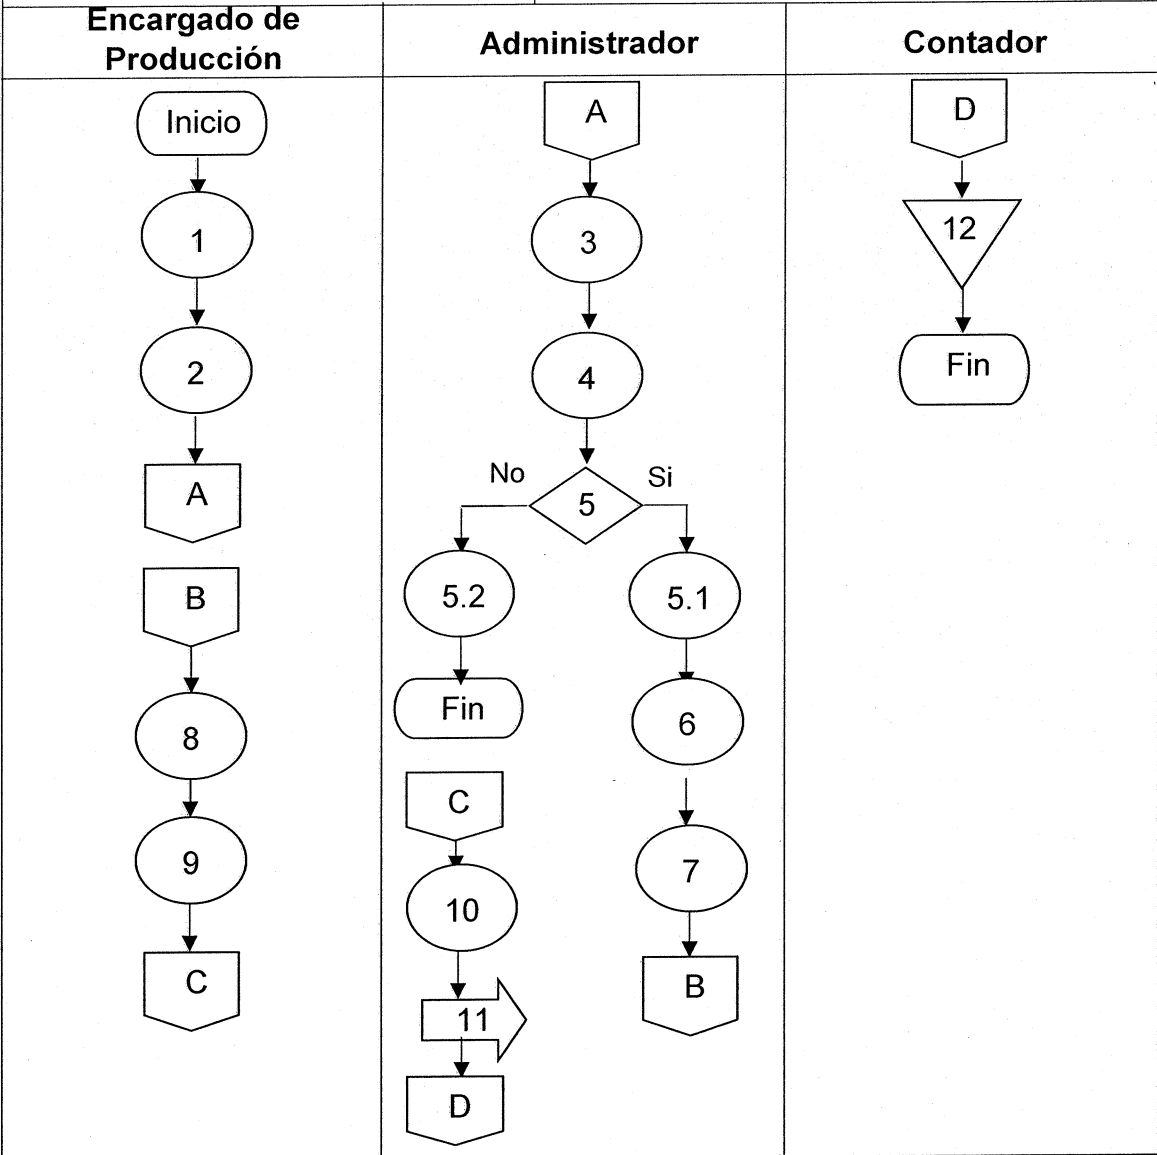 Encargado de
Producción
Administrador
Contador
Inicio
1
2
A
B
8
9
C
A
3
4
No
5
Si
5.2
5.1
Fin
6
C
7
10
B
11
D
D
12
Fin